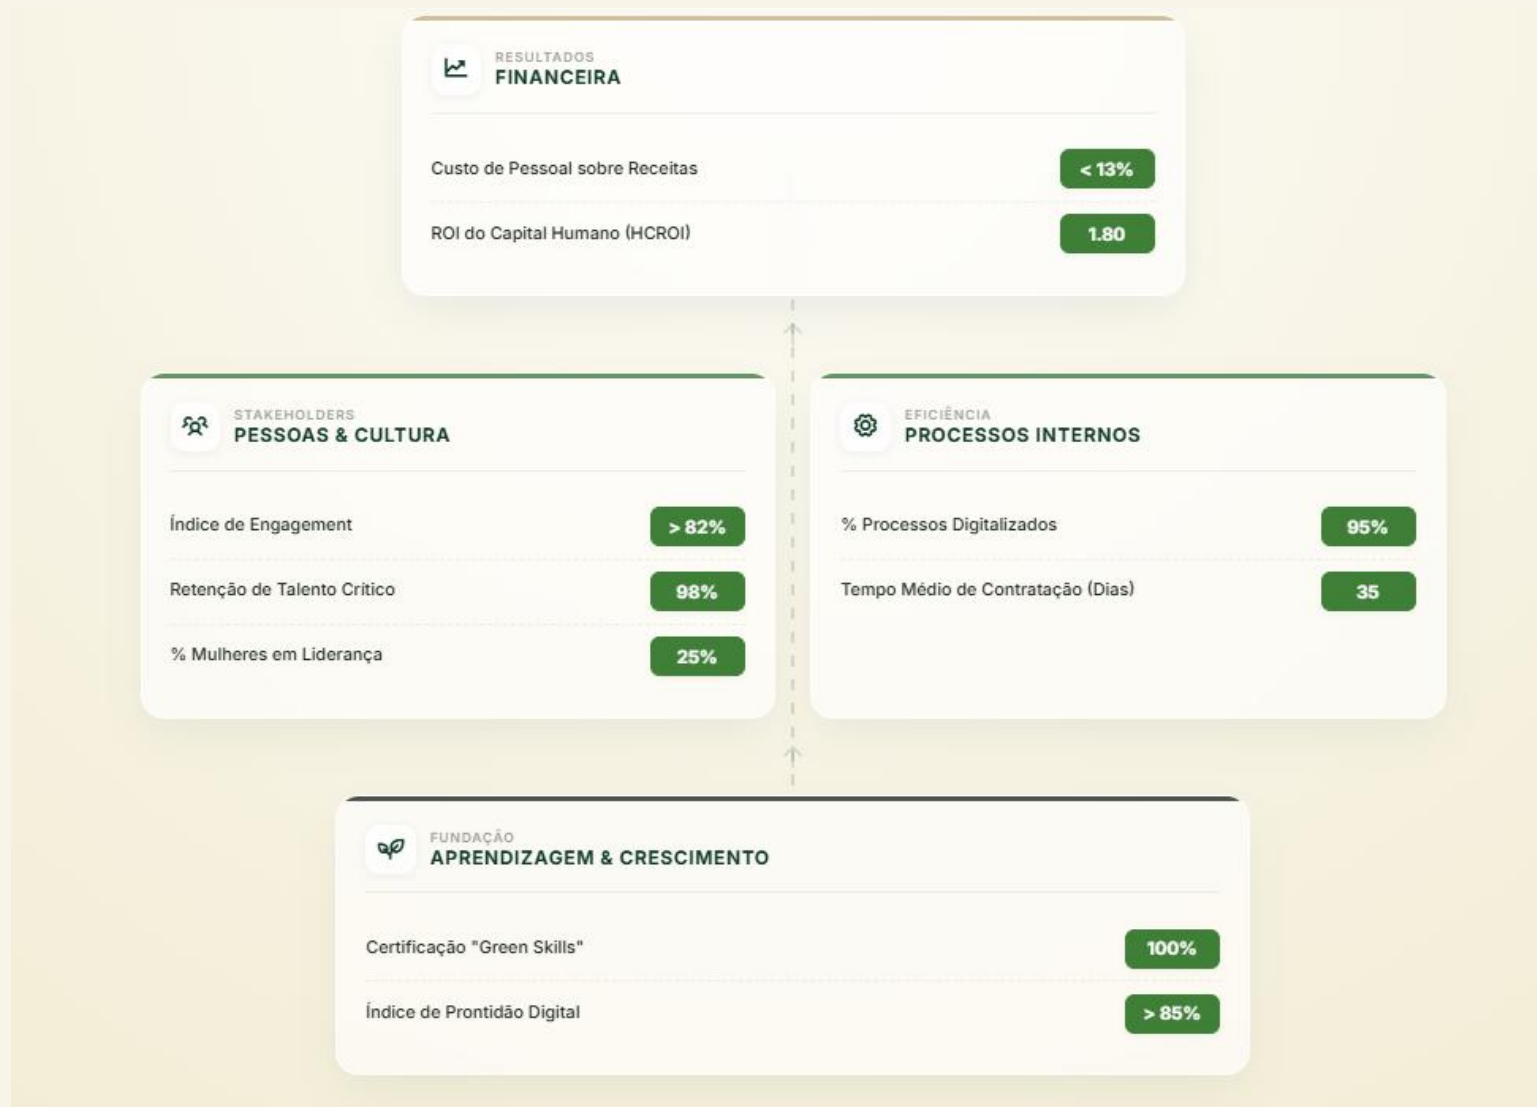 RESULTADOS
FINANCEIRA
Custo de Pessoal sobre Receitas
< 13%
ROI do Capital Humano (HCROI)
1.80
STAKEHOLDERS
PESSOAS & CULTURA
Índice de Engagement
> 82%
Retenção de Talento Crítico
98%
% Mulheres em Liderança
25%
EFICIÊNCIA
PROCESSOS INTERNOS
% Processos Digitalizados
95%
Tempo Médio de Contratação (Dias)
35
FUNDAÇÃO
APRENDIZAGEM & CRESCIMENTO
Certificação "Green Skills"
100%
Índice de Prontidão Digital
> 85%